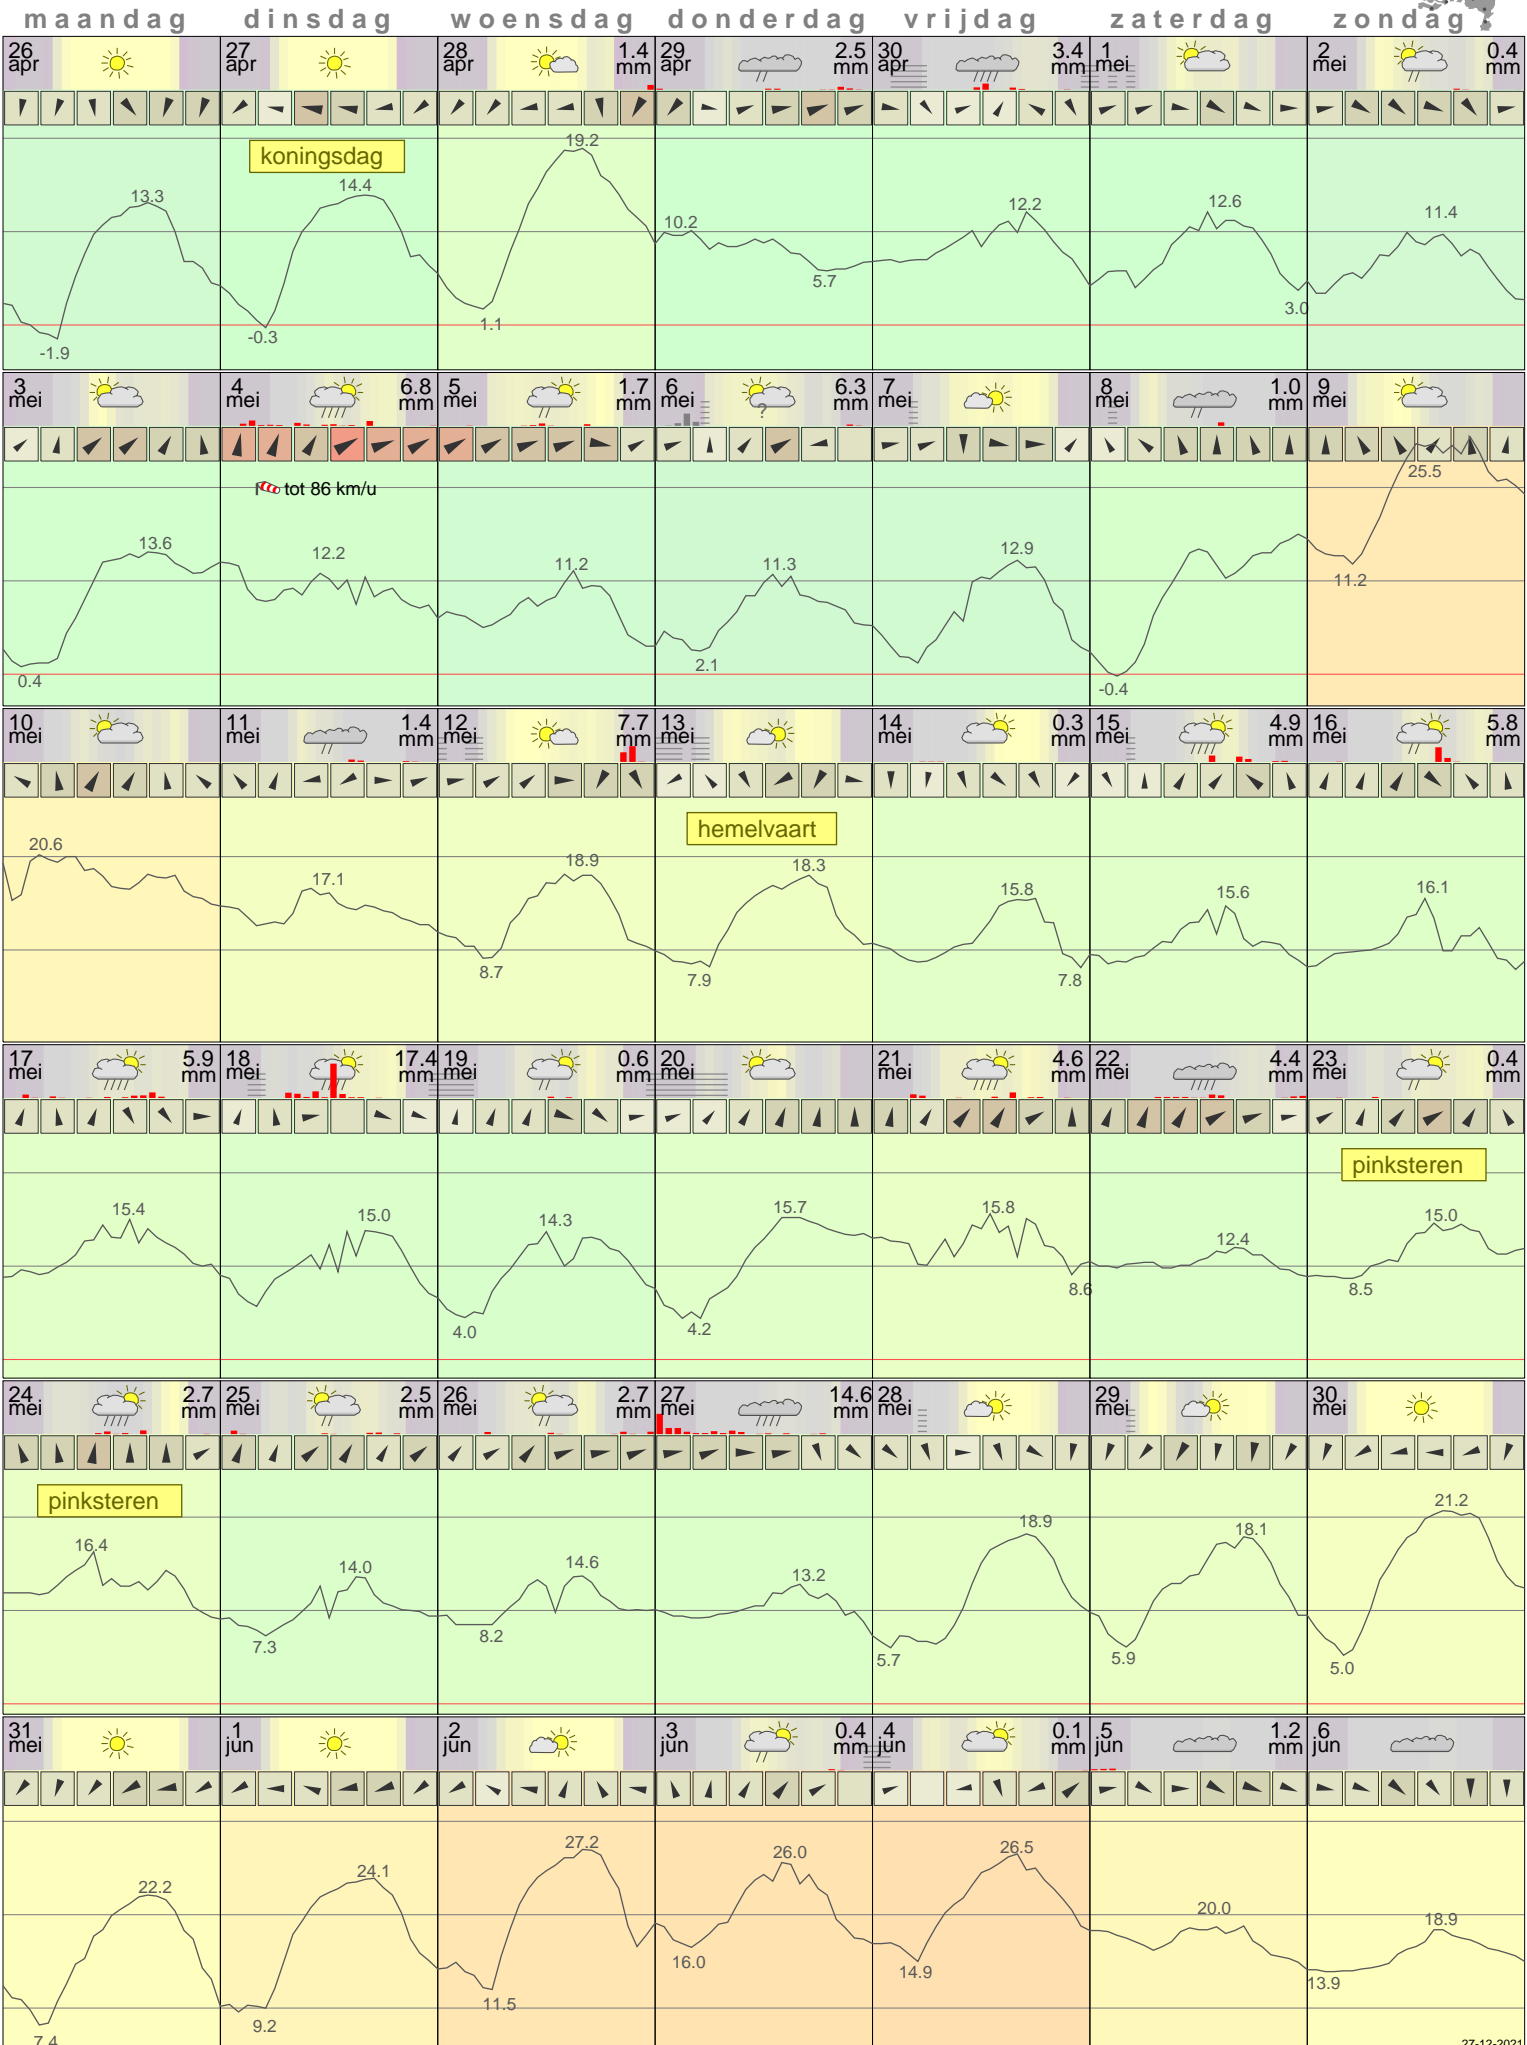 maandag dinsdag woensdag donderdag vrijdag zaterdag zondag
26 apr 27 apr 28 apr 1.4 mm 29 apr 2.5 mm 30 apr 3.4 mm 1 mei 2 mei 0.4 mm
koningsdag
13.3 14.4 19.2 10.2 12.2 12.6 11.4
-1.9 -0.3 1.1 5.7 3.0
3 mei 4 mei 6.8 mm 5 mei 1.7 mm 6 mei ? 6.3 mm 7 mei 8 mei 1.0 mm 9 mei
tot 86 km/u
13.6 12.2 11.2 11.3 12.9 25.5
0.4 2.1 -0.4 11.2
10 mei 11 mei 1.4 mm 12 mei 7.7 mm 13 mei 14 mei 0.3 mm 15 mei 4.9 mm 16 mei 5.8 mm
hemelvaart
20.6 17.1 18.9 18.3 15.8 15.6 16.1
8.7 7.9 7.8
17 mei 5.9 mm 18 mei 17.4 mm 19 mei 0.6 mm 20 mei 21 mei 4.6 mm 22 mei 4.4 mm 23 mei 0.4 mm
pinksteren
15.4 15.0 14.3 15.7 15.8 12.4 15.0
4.0 4.2 8.6 8.5
24 mei 2.7 mm 25 mei 2.5 mm 26 mei 2.7 mm 27 mei 14.6 mm 28 mei 29 mei 30 mei
pinksteren
16.4 14.0 14.6 13.2 18.9 18.1 21.2
7.3 8.2 5.7 5.9 5.0
31 mei 1 jun 2 jun 3 jun 0.4 mm 4 jun 0.1 mm 5 jun 1.2 mm 6 jun
22.2 24.1 27.2 26.0 26.5 20.0 18.9
7.4 9.2 11.5 16.0 14.9 13.9
27-12-2021